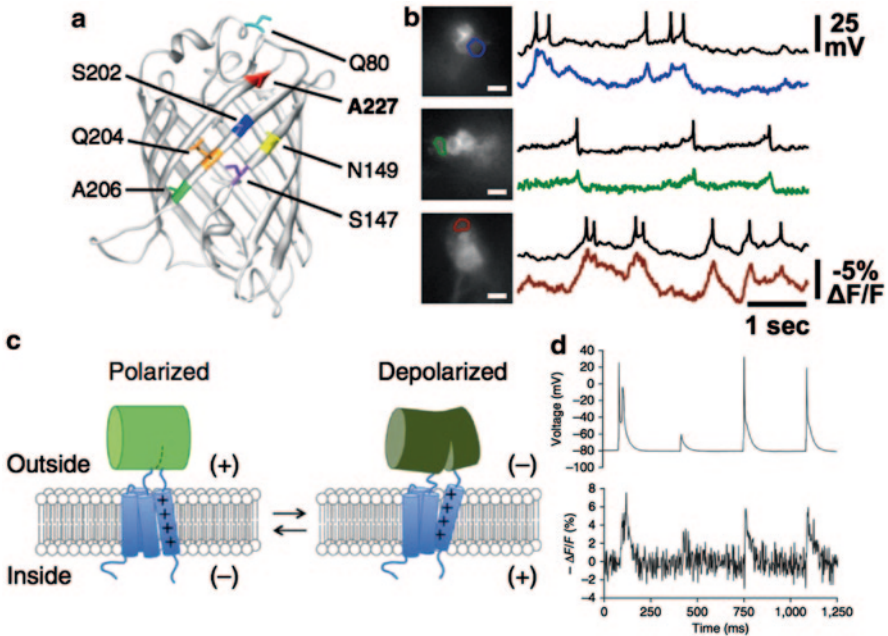 a
Q80
S202
A227
Q204
N149
A206
S147
b
25
mV
-5%
ΔF/F
1 sec
c
Polarized
Depolarized
Outside
(+)
(−)
+
+
+
+
+
+
+
+
Inside
(−)
(+)
d
Voltage (mV)
40
20
0
−20
−40
−60
−80
−100
− ΔF/F (%)
8
6
4
2
0
−2
−4
0
250
500
750
1,000
1,250
Time (ms)